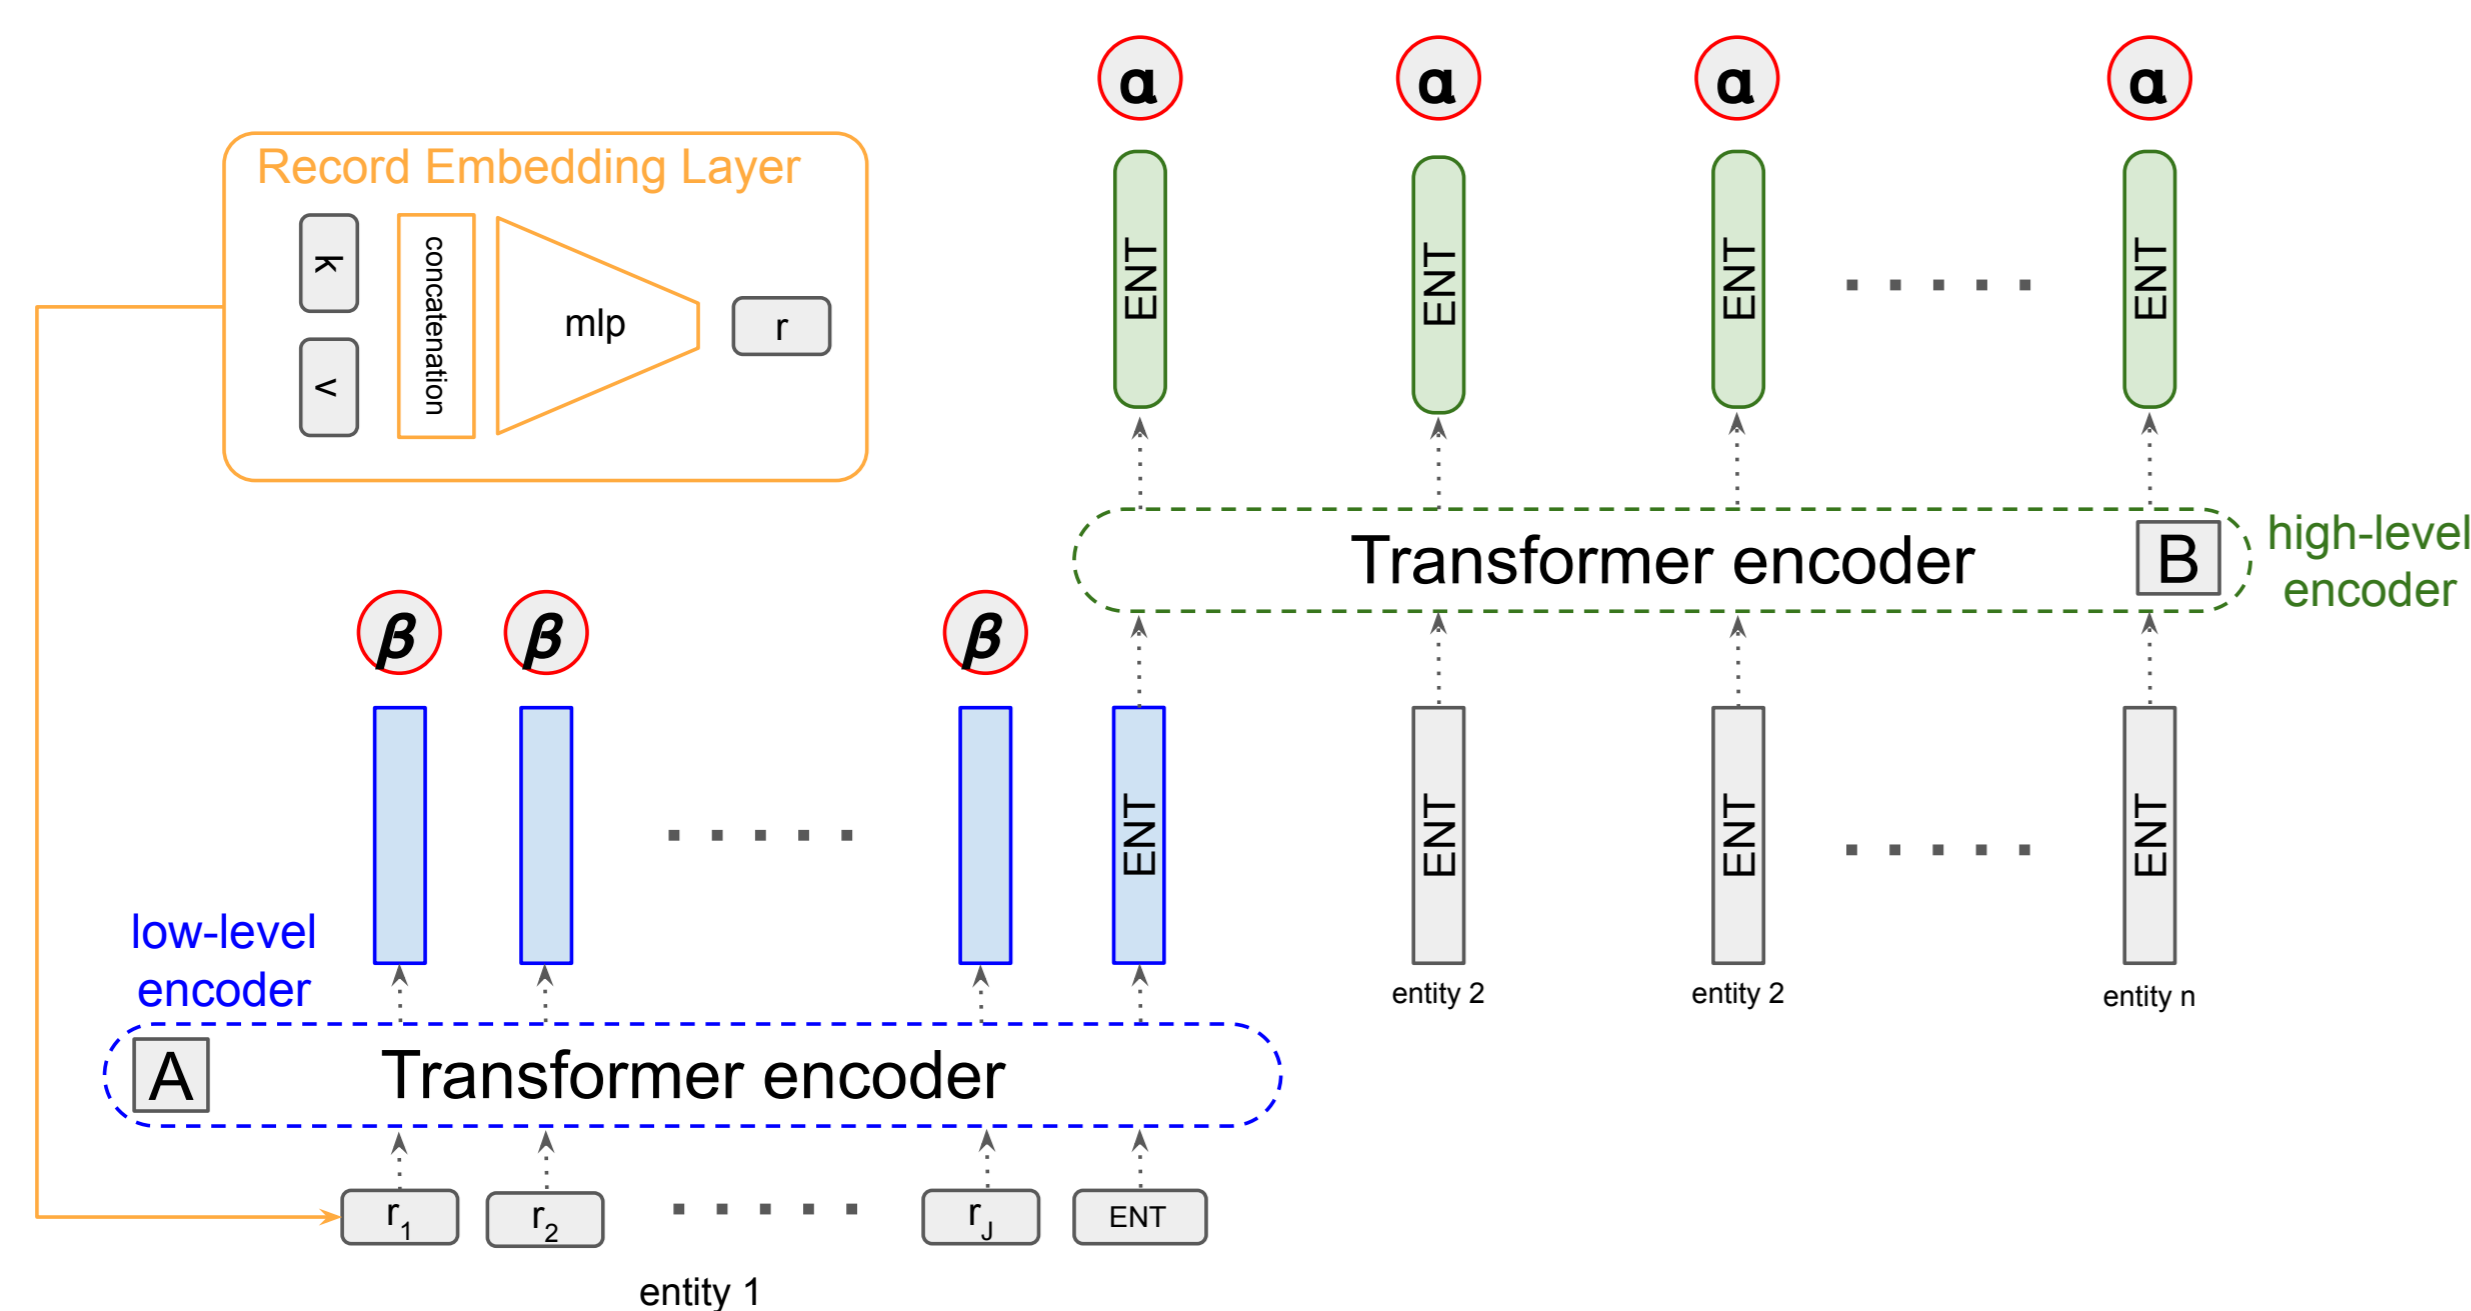 α α α α
Record Embedding Layer
k
v
concatenation
mlp
r
ENT ENT ENT ENT
Transformer encoder
B
high-level
encoder
β β β
ENT ENT ENT ENT
entity 2 entity 2 entity n
low-level
encoder
A
Transformer encoder
r1 r2 rJ ENT
entity 1